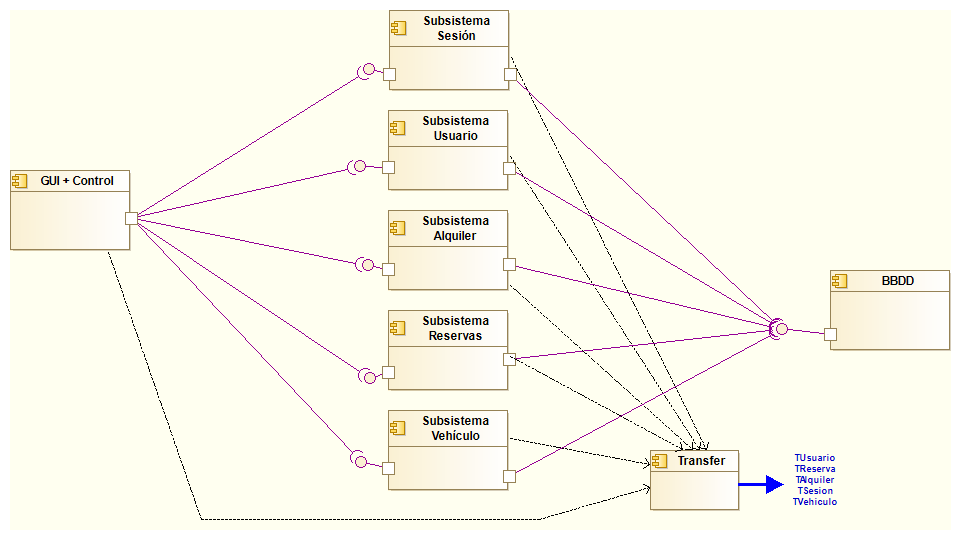 Subsistema
Sesión
Subsistema
Usuario
GUI + Control
Subsistema
Alquiler
BBDD
Subsistema
Reservas
Subsistema
Vehículo
Transfer
TUsuario
TReserva
TAlquiler
TSesion
TVehiculo